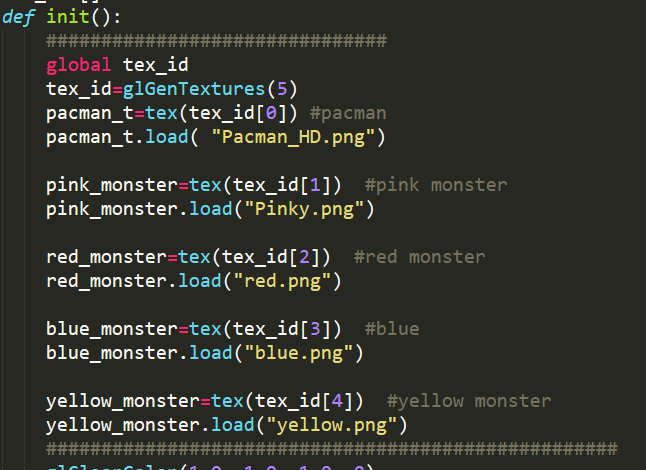 def init():
###############################
global tex_id
tex_id=glGenTextures(5)
pacman_t=tex(tex_id[0]) #pacman
pacman_t.load( "Pacman_HD.png")
pink_monster=tex(tex_id[1])  #pink monster
pink_monster.load("Pinky.png")
red_monster=tex(tex_id[2])  #red monster
red_monster.load("red.png")
blue_monster=tex(tex_id[3])  #blue
blue_monster.load("blue.png")
yellow_monster=tex(tex_id[4])  #yellow monster
yellow_monster.load("yellow.png")
####################################################